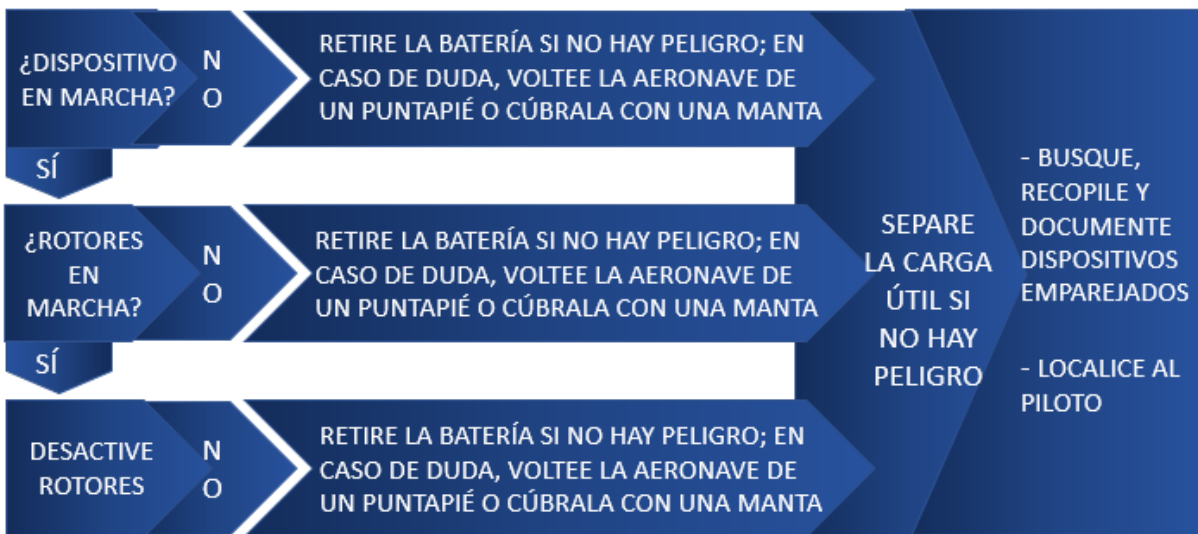 ¿DISPOSITIVO
EN MARCHA?
N
O
RETIRE LA BATERÍA SI NO HAY PELIGRO; EN
CASO DE DUDA, VOLTEE LA AERONAVE DE
UN PUNTAPIÉ O CÚBRALA CON UNA MANTA
SÍ
¿ROTORES
EN
MARCHA?
N
O
RETIRE LA BATERÍA SI NO HAY PELIGRO; EN
CASO DE DUDA, VOLTEE LA AERONAVE DE
UN PUNTAPIÉ O CÚBRALA CON UNA MANTA
SÍ
DESACTIVE
ROTORES
N
O
RETIRE LA BATERÍA SI NO HAY PELIGRO; EN
CASO DE DUDA, VOLTEE LA AERONAVE DE
UN PUNTAPIÉ O CÚBRALA CON UNA MANTA
SEPARE
LA CARGA
ÚTIL SI
NO HAY
PELIGRO
- BUSQUE,
RECOPILE Y
DOCUMENTE
DISPOSITIVOS
EMPAREJADOS
- LOCALICE AL
PILOTO